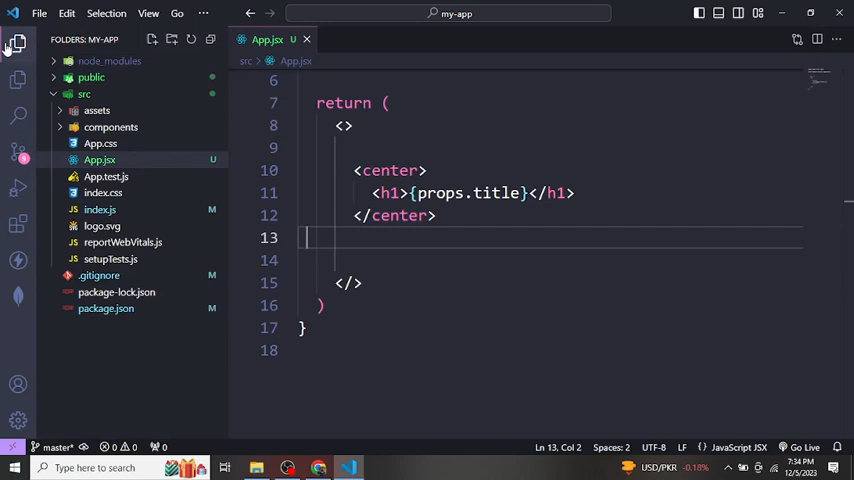 File Edit Selection View Go ··· my-app
FOLDERS: MY-APP
node_modules
public
src
assets
components
App.css
App.jsx U
App.test.js
index.css
index.js M
logo.svg
reportWebVitals.js
setupTests.js
.gitignore
package-lock.json
package.json M
9
App.jsx U
src > App.jsx
6
7 return (
8 <>
9
10 <center>
11 <h1>{props.title}</h1>
12 </center>
13
14
15 </>
16 )
17 }
18
master* 0 0 0 Ln 13, Col 2 Spaces: 2 UTF-8 LF {} JavaScript JSX Go Live
Type here to search USD/PKR -0.18% 7:34 PM
12/5/2023